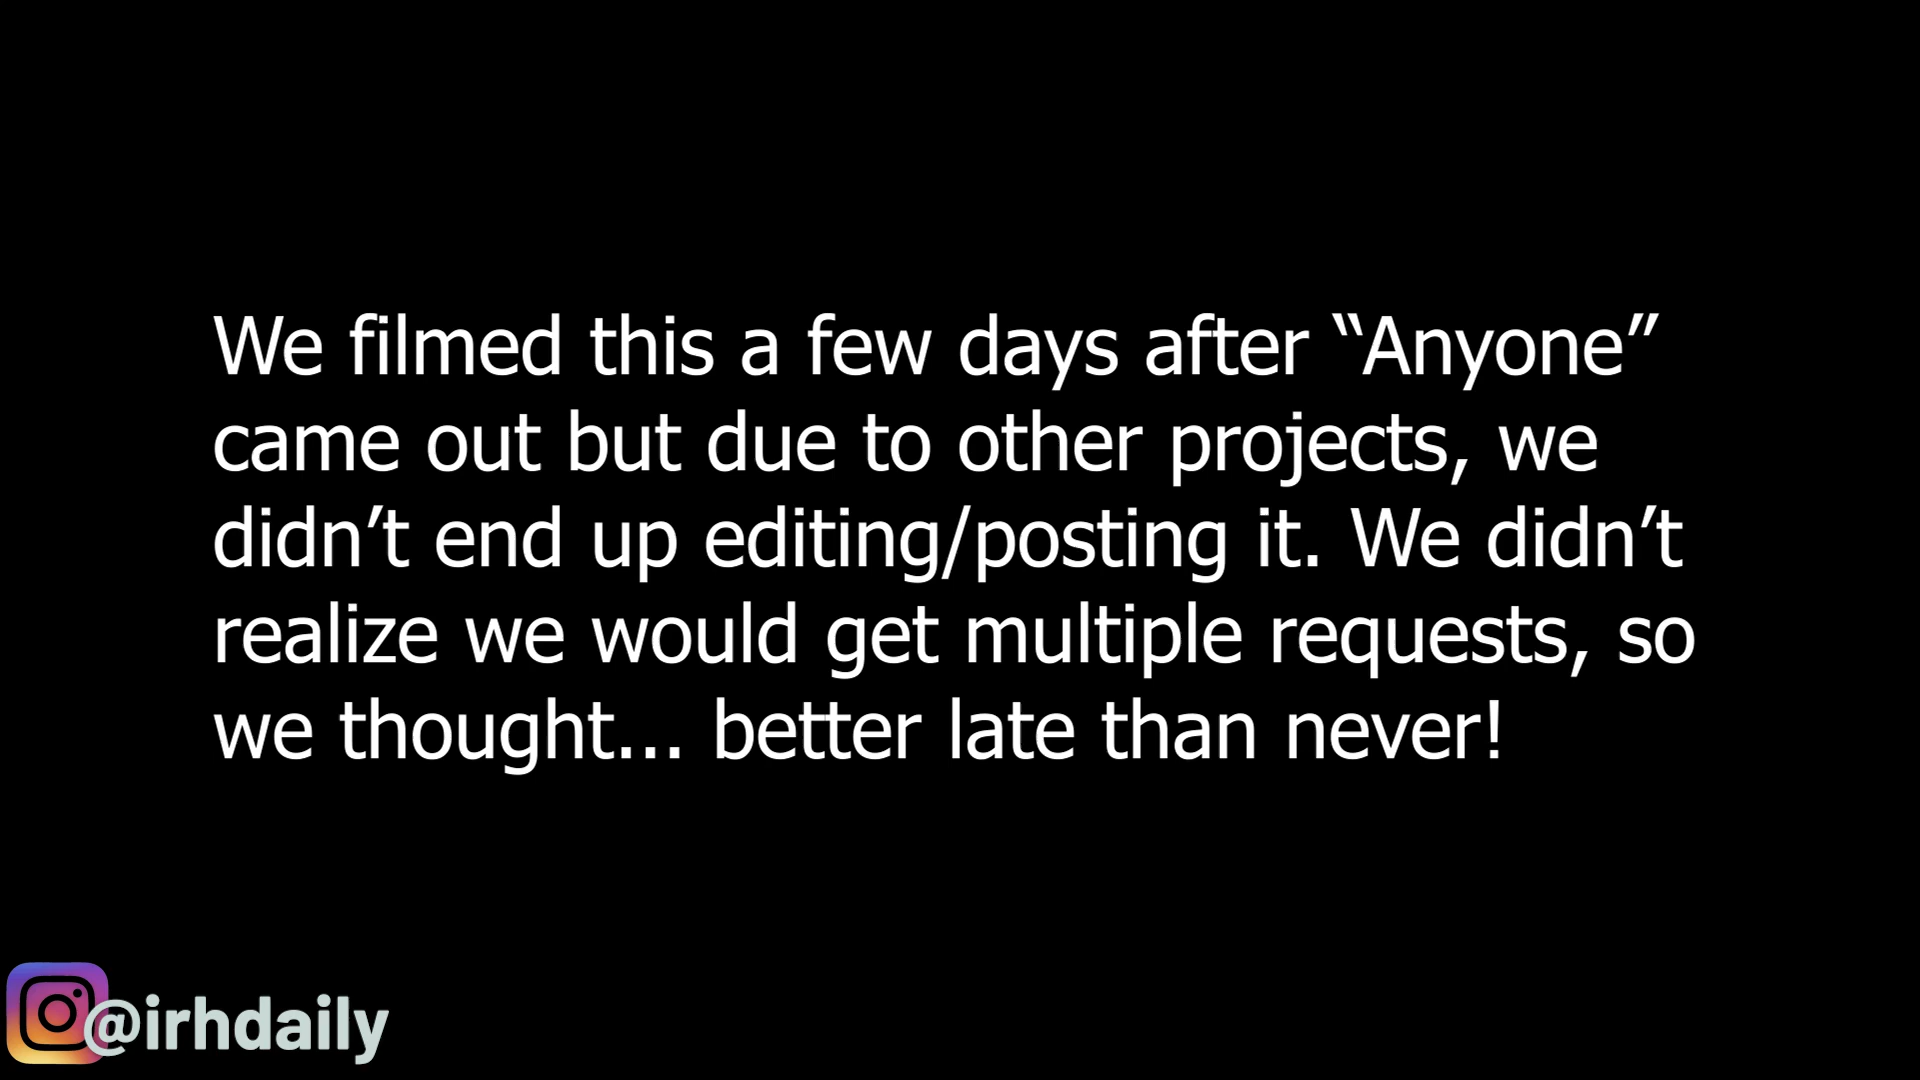 We filmed this a few days after “Anyone”
came out but due to other projects, we
didn’t end up editing/posting it. We didn’t
realize we would get multiple requests, so
we thought... better late than never!
@irhdaily